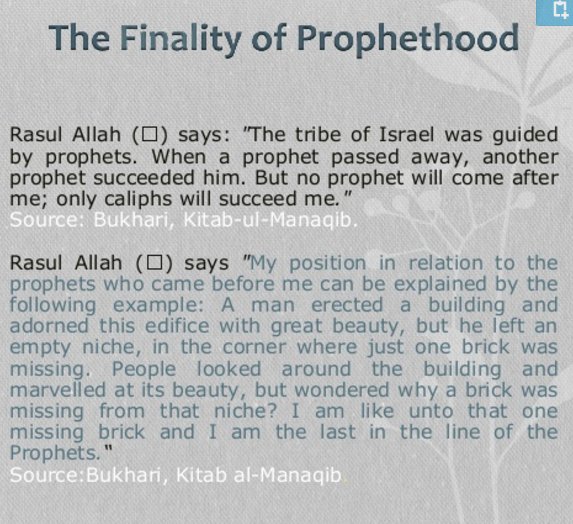 The Finality of Prophethood
Rasul Allah (□) says: "The tribe of Israel was guided
by prophets. When a prophet passed away, another
prophet succeeded him. But no prophet will come after
me; only caliphs will succeed me."
Source: Bukhari, Kitab-ul-Manaqib.
Rasul Allah (□) says "My position in relation to the
prophets who came before me can be explained by the
following example: A man erected a building and
adorned this edifice with great beauty, but he left an
empty niche, in the corner where just one brick was
missing. People looked around the building and
marvelled at its beauty, but wondered why a brick was
missing from that niche? I am like unto that one
missing brick and I am the last in the line of the
Prophets."
Source:Bukhari, Kitab al-Manaqib.